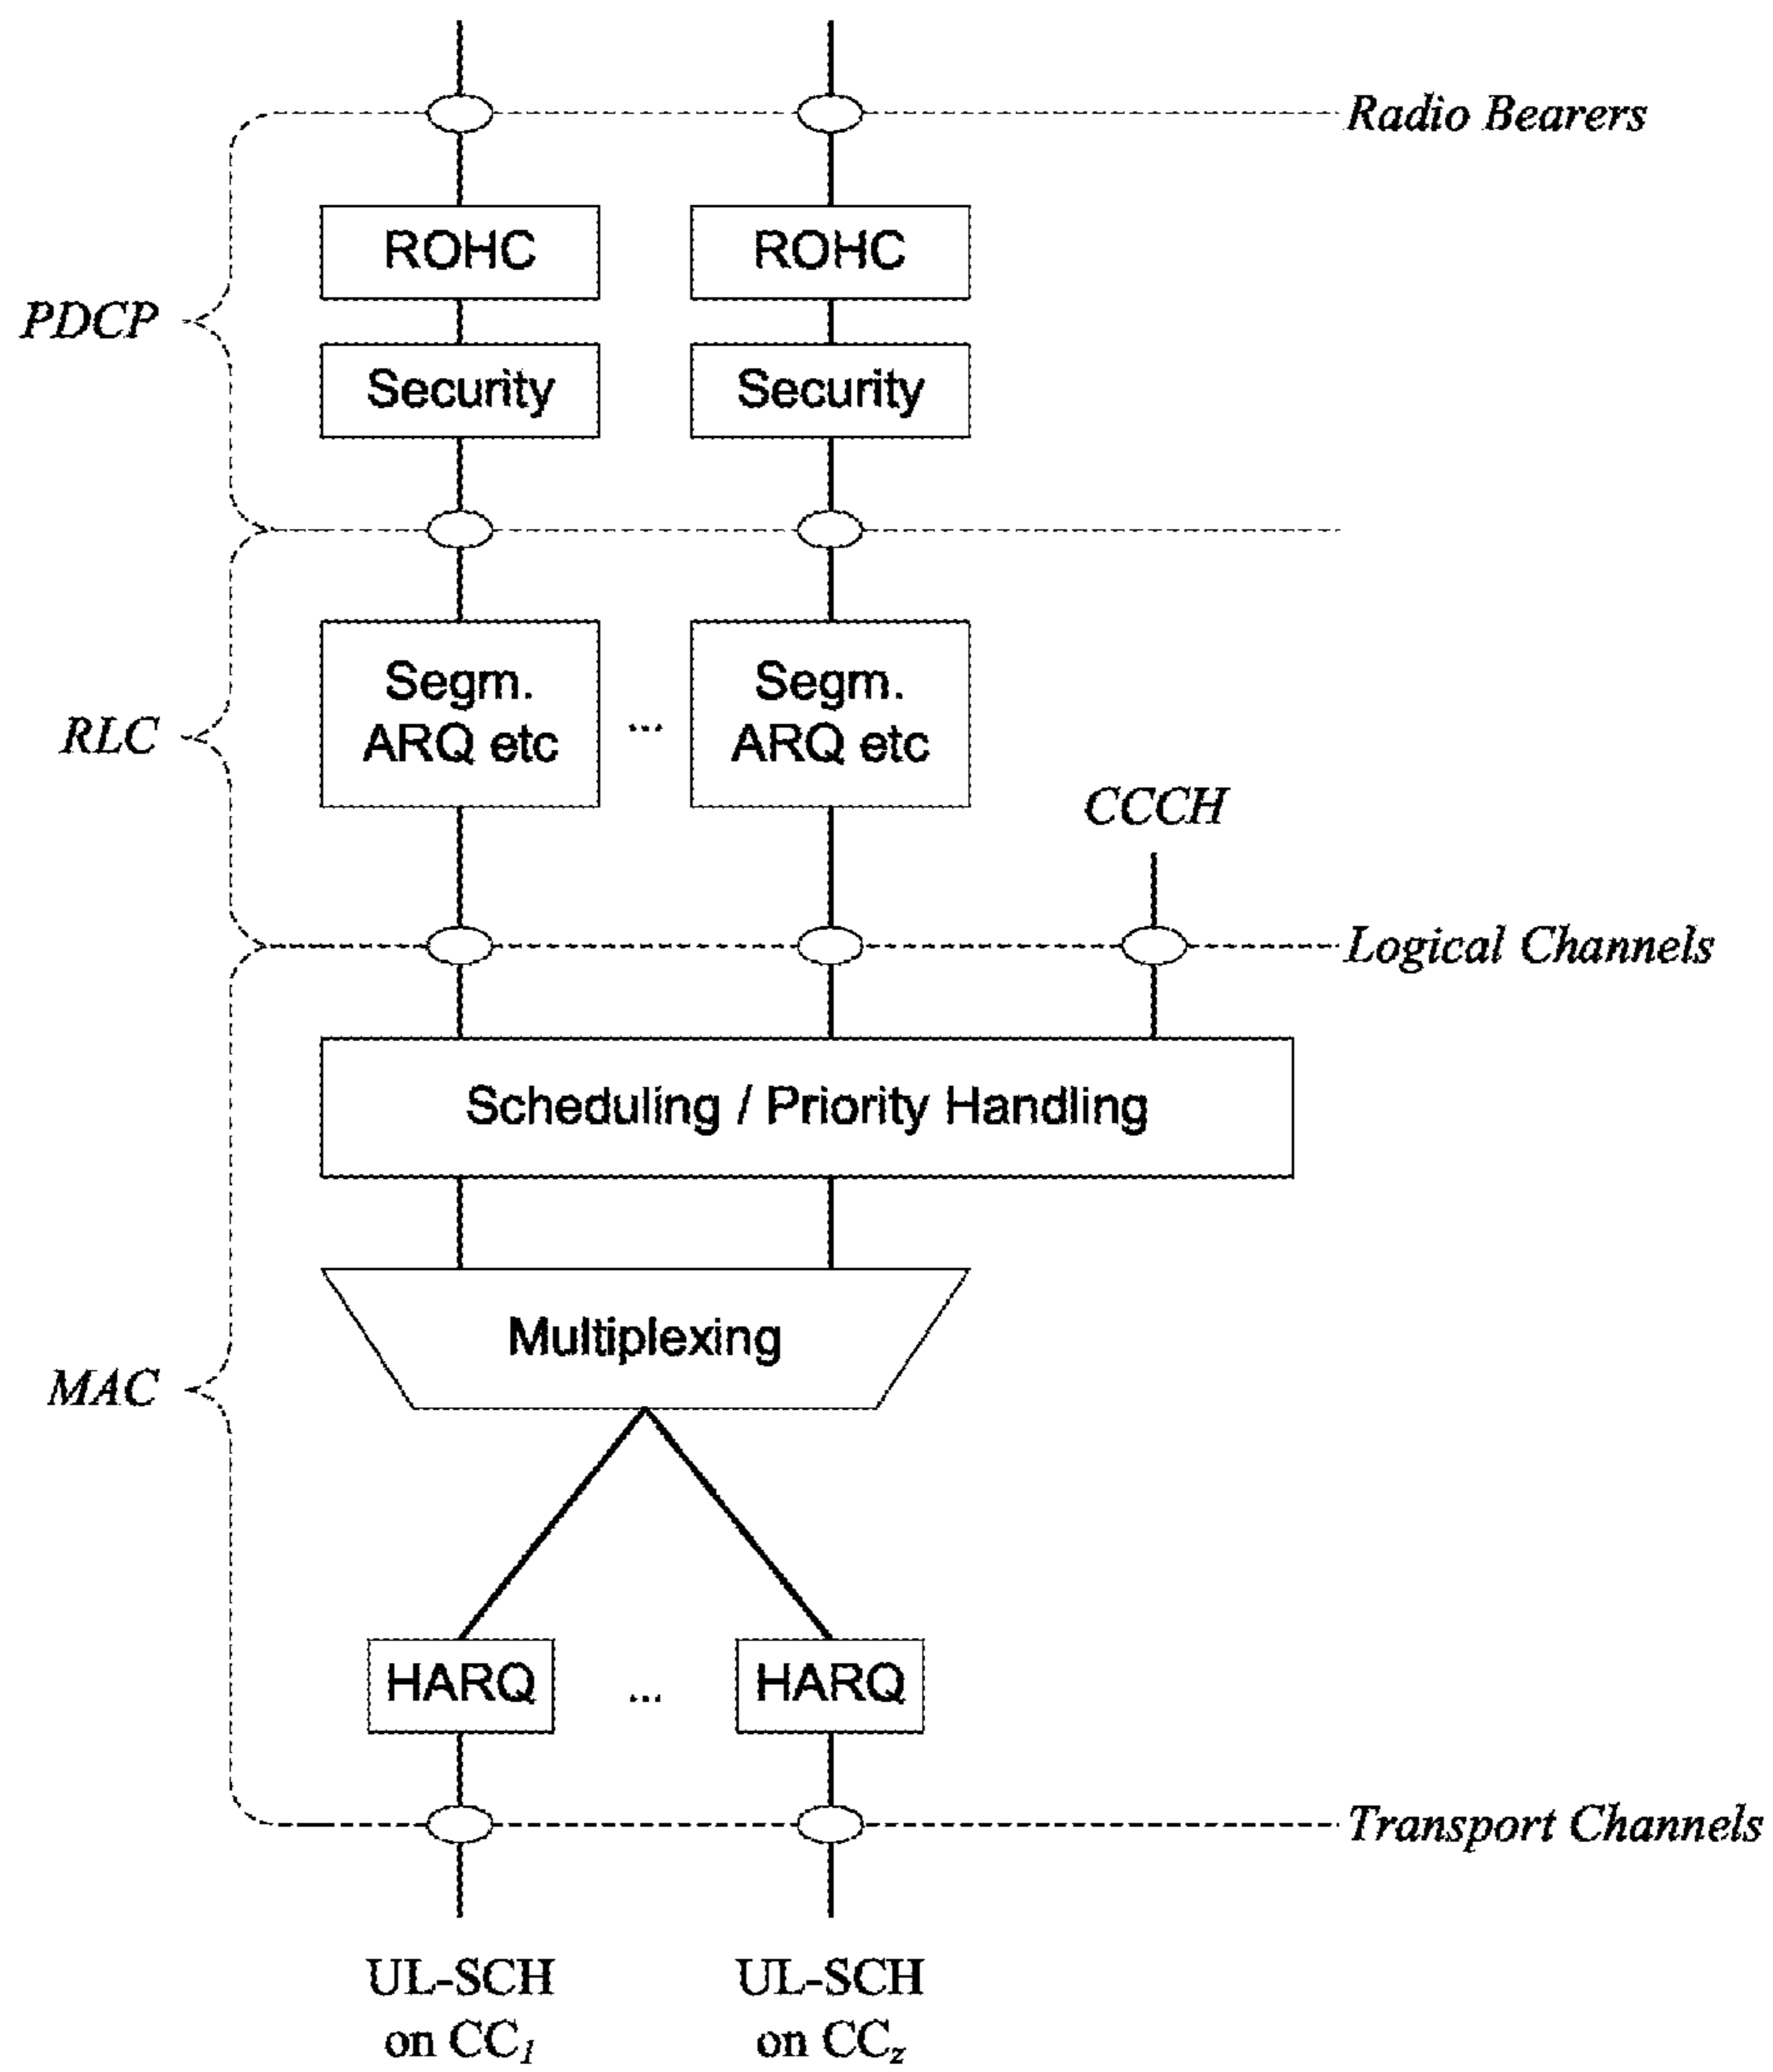 Radio Bearers
ROHC
ROHC
PDCP
Security
Security
Segm.
ARQ etc
...
Segm.
ARQ etc
RLC
CCCH
Logical Channels
Scheduling / Priority Handling
Multiplexing
MAC
HARQ
...
HARQ
Transport Channels
UL-SCH
on CC1
UL-SCH
on CCz